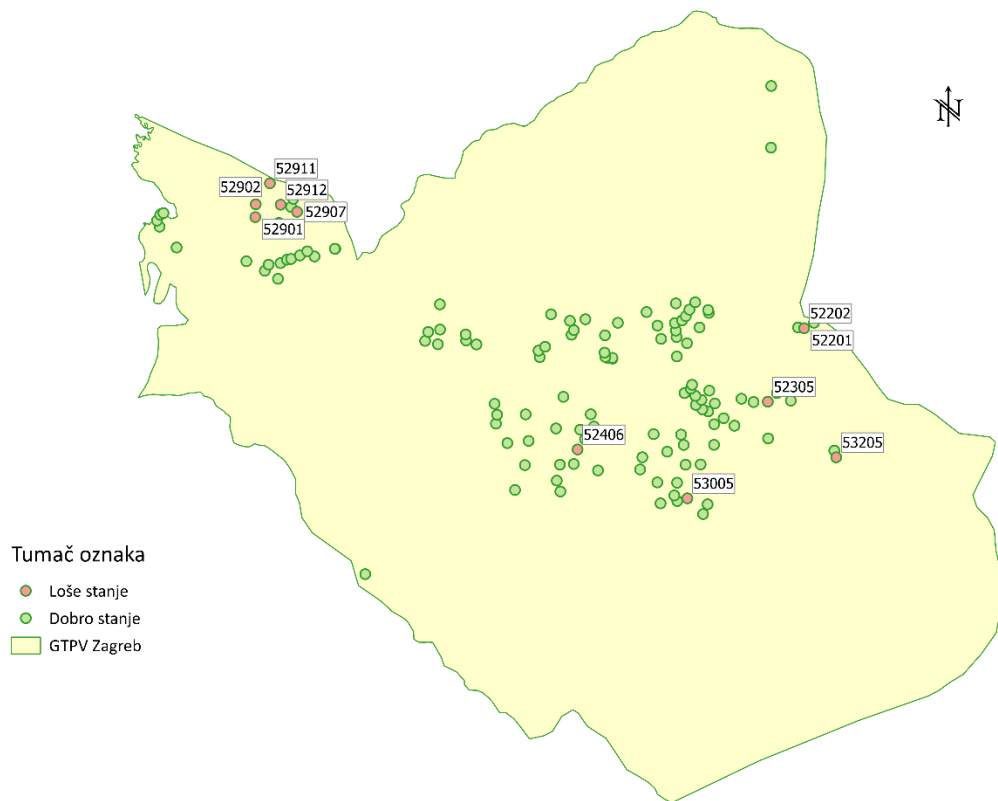 N
52911
52902
52912
52907
52901
52202
52201
52305
52406
53205
53005
Tumač oznaka
Loše stanje
Dobro stanje
GTPV Zagreb